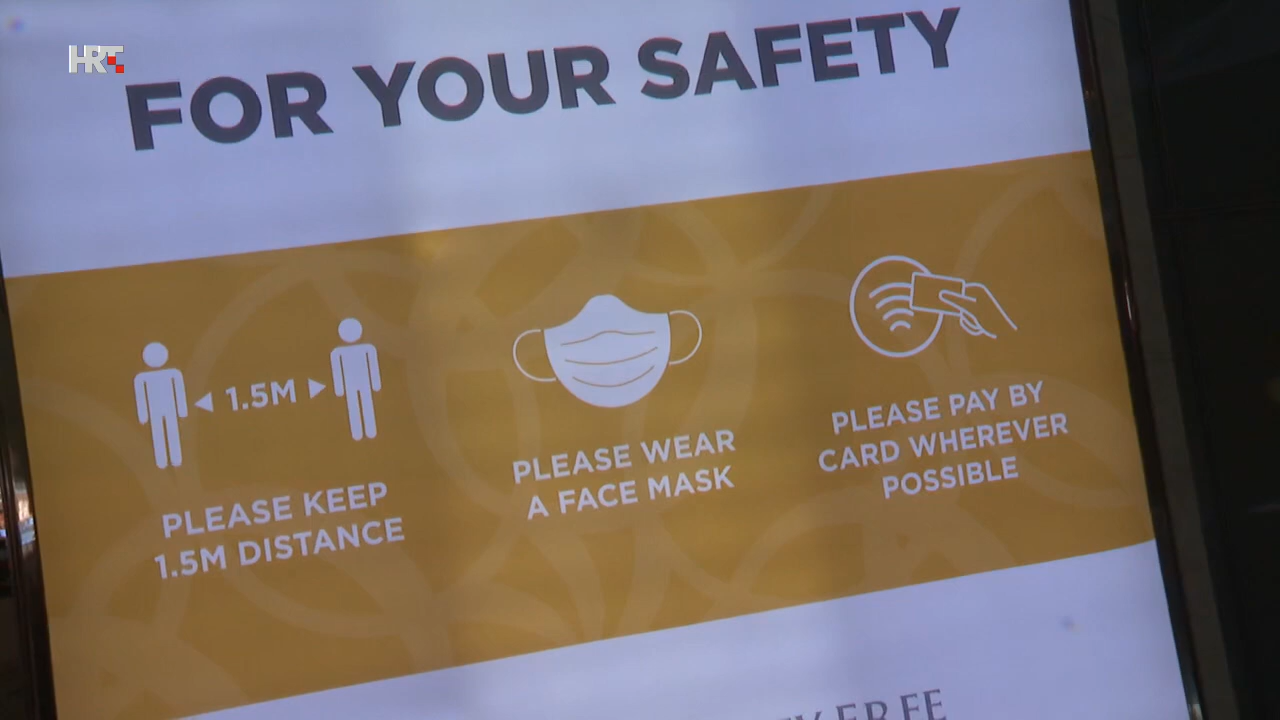 HRT
FOR YOUR SAFETY
1.5M
PLEASE KEEP
1.5M DISTANCE
PLEASE WEAR
A FACE MASK
PLEASE PAY BY
CARD WHEREVER
POSSIBLE